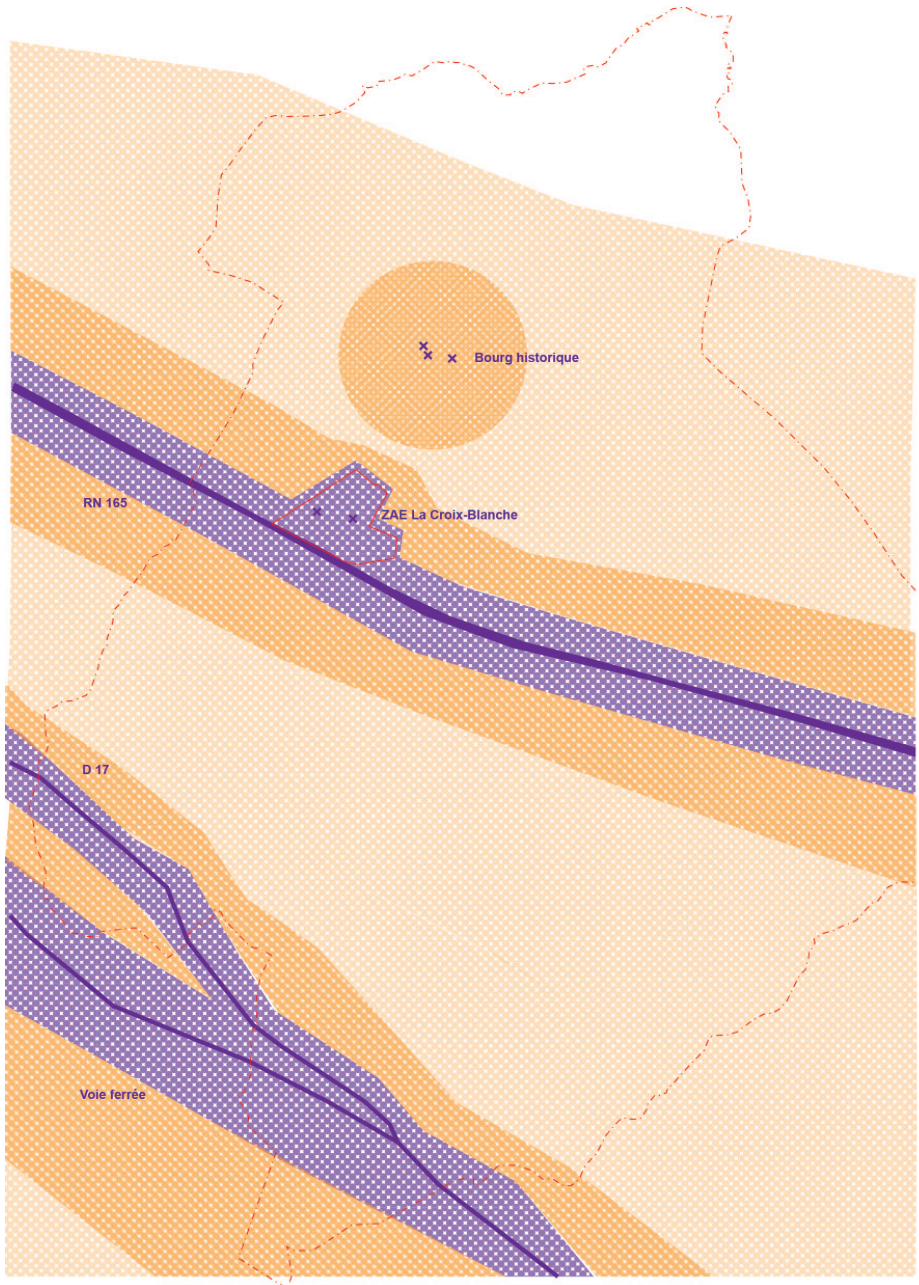 Bourg historique
RN 165
ZAE La Croix-Blanche
D 17
Voie ferrée